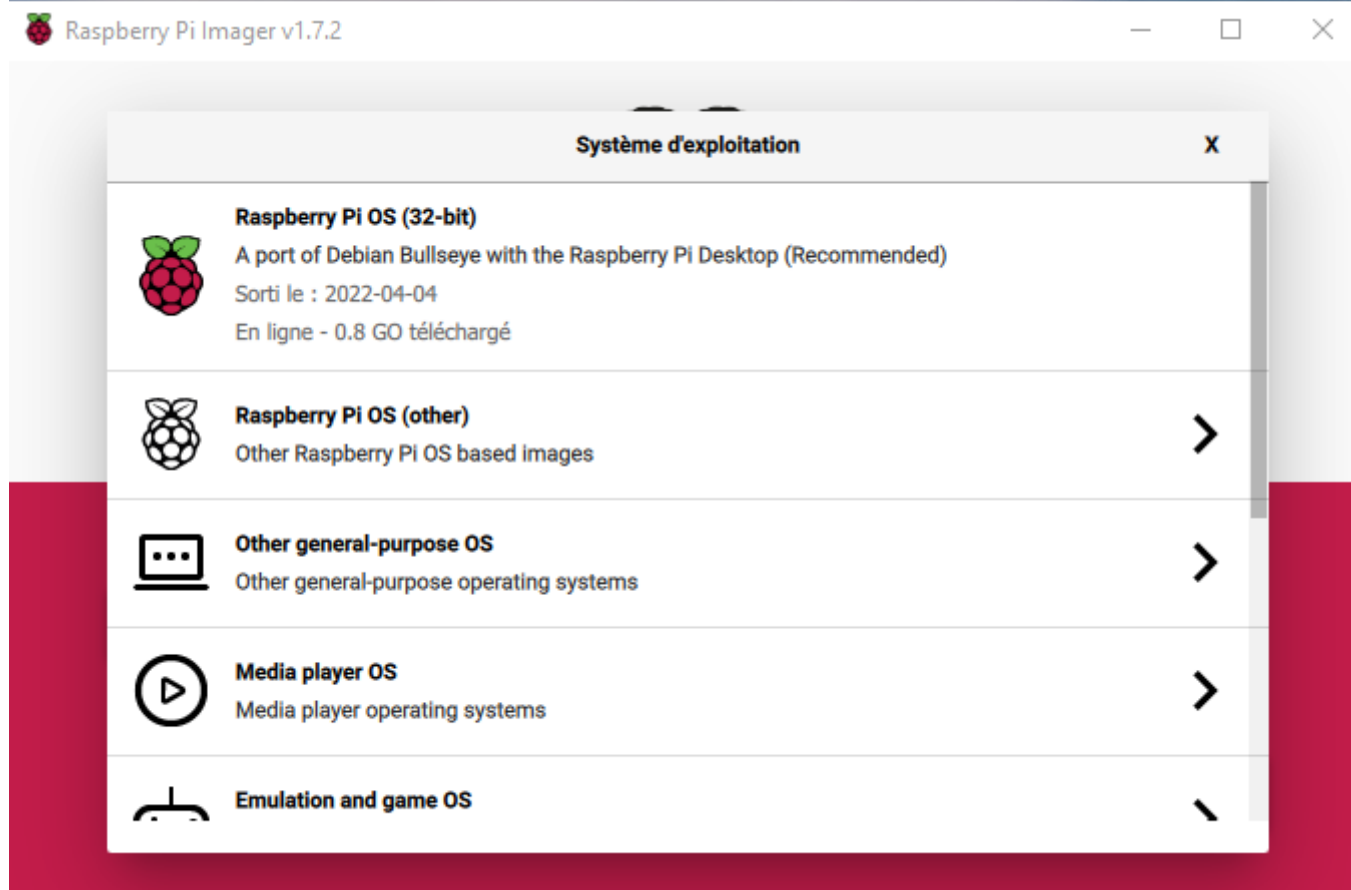 Raspberry Pi Imager v1.7.2
Système d'exploitation
X
Raspberry Pi OS (32-bit)
A port of Debian Bullseye with the Raspberry Pi Desktop (Recommended)
Sorti le : 2022-04-04
En ligne - 0.8 GO téléchargé
Raspberry Pi OS (other)
Other Raspberry Pi OS based images
Other general-purpose OS
Other general-purpose operating systems
Media player OS
Media player operating systems
Emulation and game OS